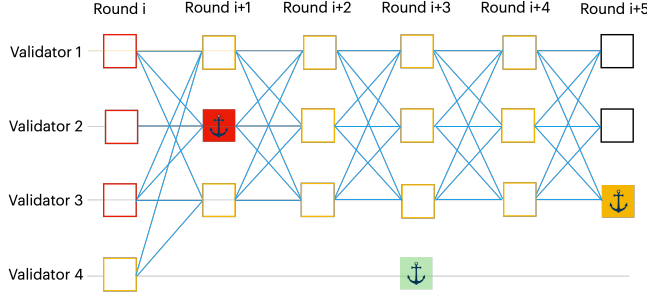 Round i Round i+1 Round i+2 Round i+3 Round i+4 Round i+5
Validator 1
Validator 2
Validator 3
Validator 4